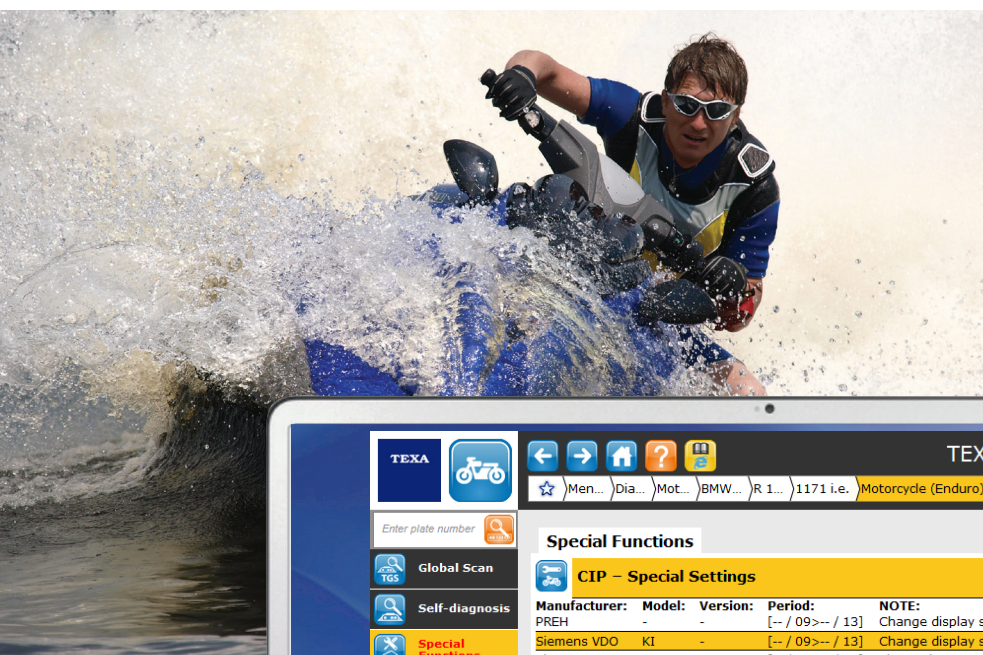 TEXA
TEX
Men... Dia... Mot... BMW... R 1... 1171 i.e. Motorcycle (Enduro)
Enter plate number
Special Functions
TGS
Global Scan
CIP – Special Settings
Self-diagnosis
Manufacturer: Model: Version: Period: NOTE:
PREH - - [-- / 09>-- / 13] Change display s
Siemens VDO KI - [-- / 09>-- / 13] Change display s
Special
Functions